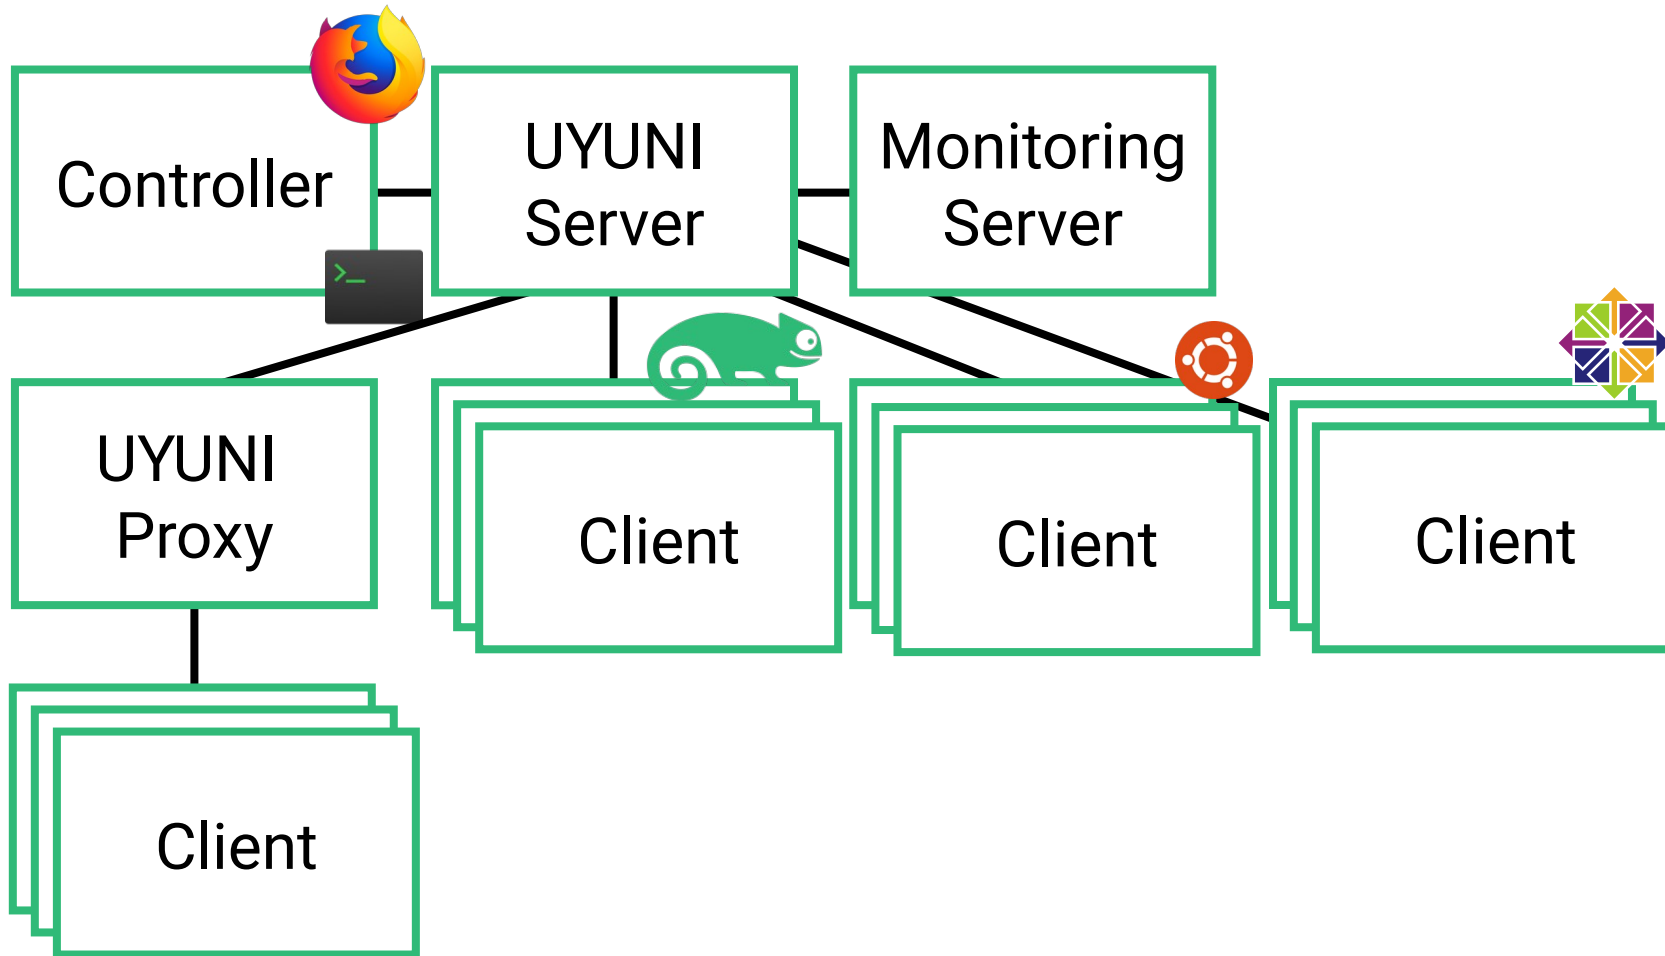 Controller
UYUNI
Server
Monitoring
Server
>_
UYUNI
Proxy
Client
Client
Client
Client